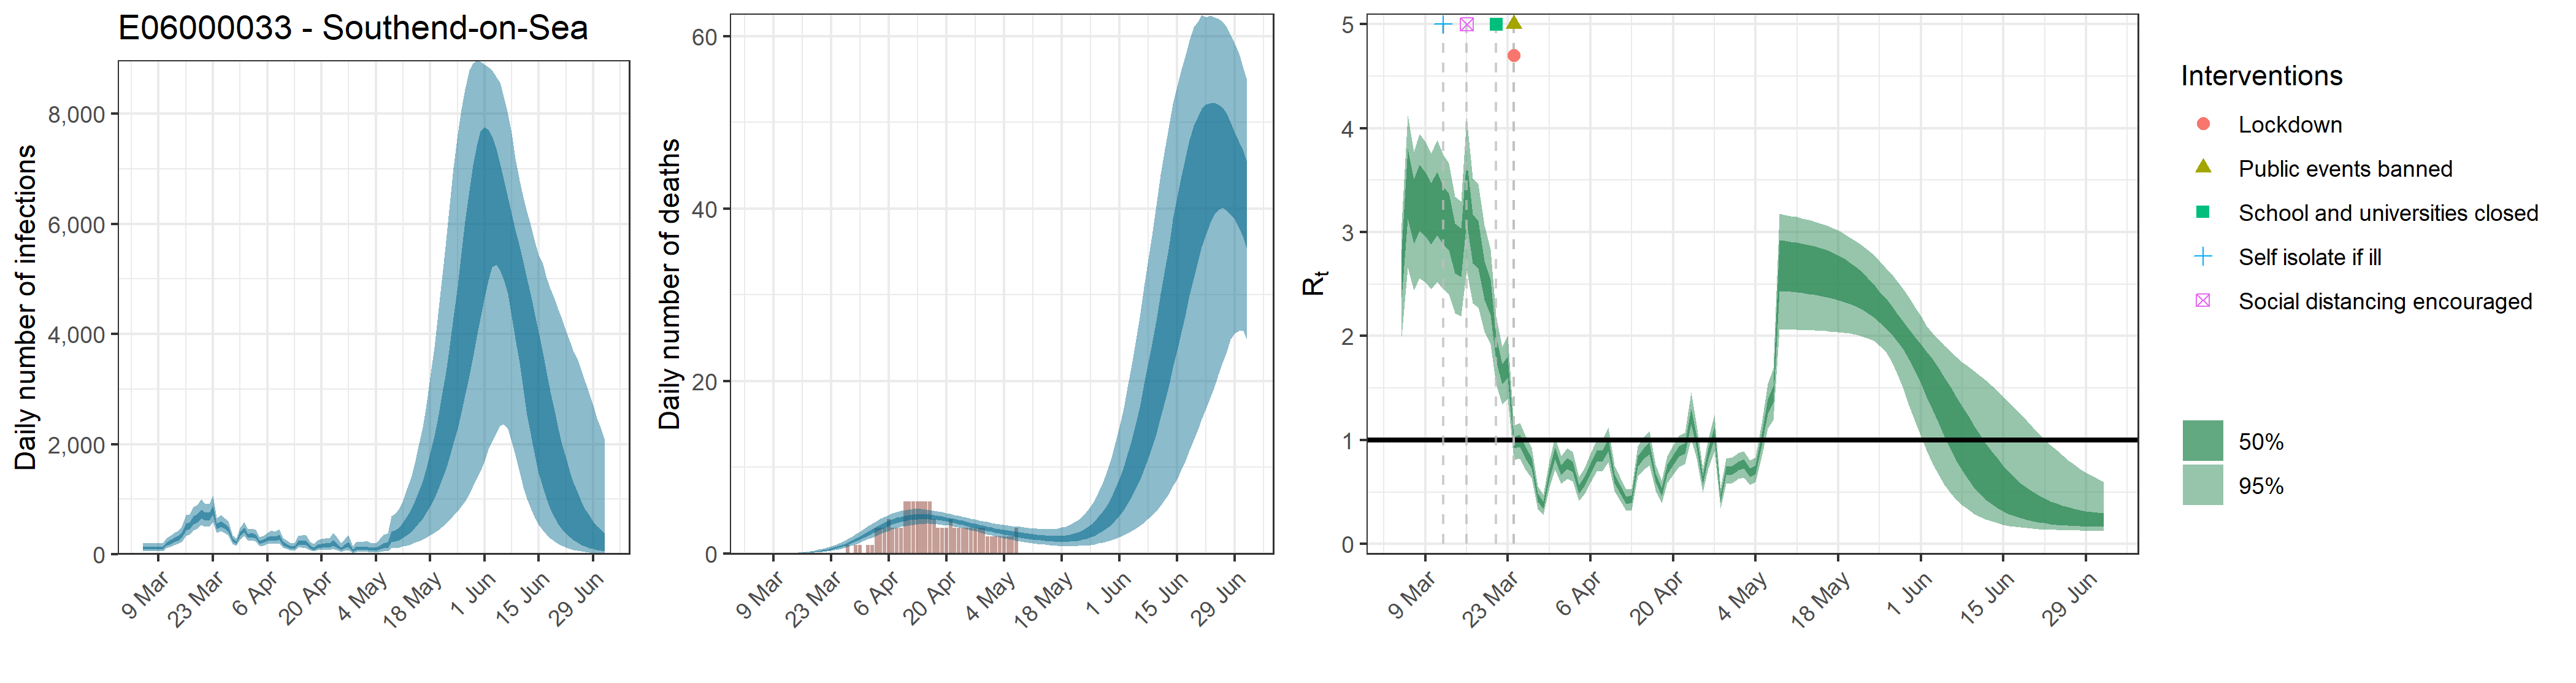 E06000033 - Southend-on-Sea
Daily number of infections
8,000
6,000
4,000
2,000
0
9 Mar
23 Mar
6 Apr
20 Apr
4 May
18 May
1 Jun
15 Jun
29 Jun
Daily number of deaths
60
40
20
0
9 Mar
23 Mar
6 Apr
20 Apr
4 May
18 May
1 Jun
15 Jun
29 Jun
Rt
5
4
3
2
1
0
9 Mar
23 Mar
6 Apr
20 Apr
4 May
18 May
1 Jun
15 Jun
29 Jun
Interventions
Lockdown
Public events banned
School and universities closed
Self isolate if ill
Social distancing encouraged
50%
95%